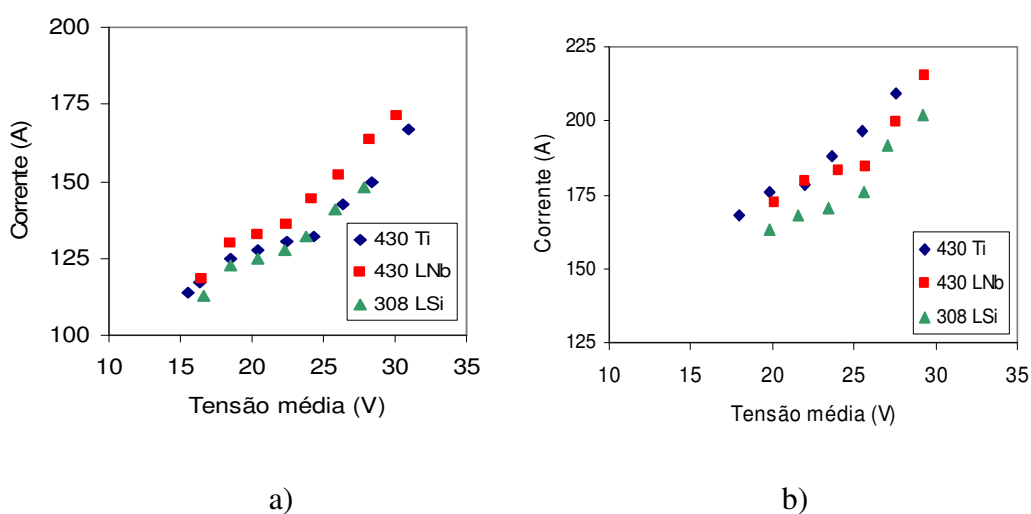 200
175
150
125
100
Corrente (A)
430 Ti
430 LNb
308 LSi
10 15 20 25 30 35
Tensão média (V)
a)
225
200
175
150
125
Corrente (A)
430 Ti
430 LNb
308 LSi
10 15 20 25 30 35
Tensão média (V)
b)